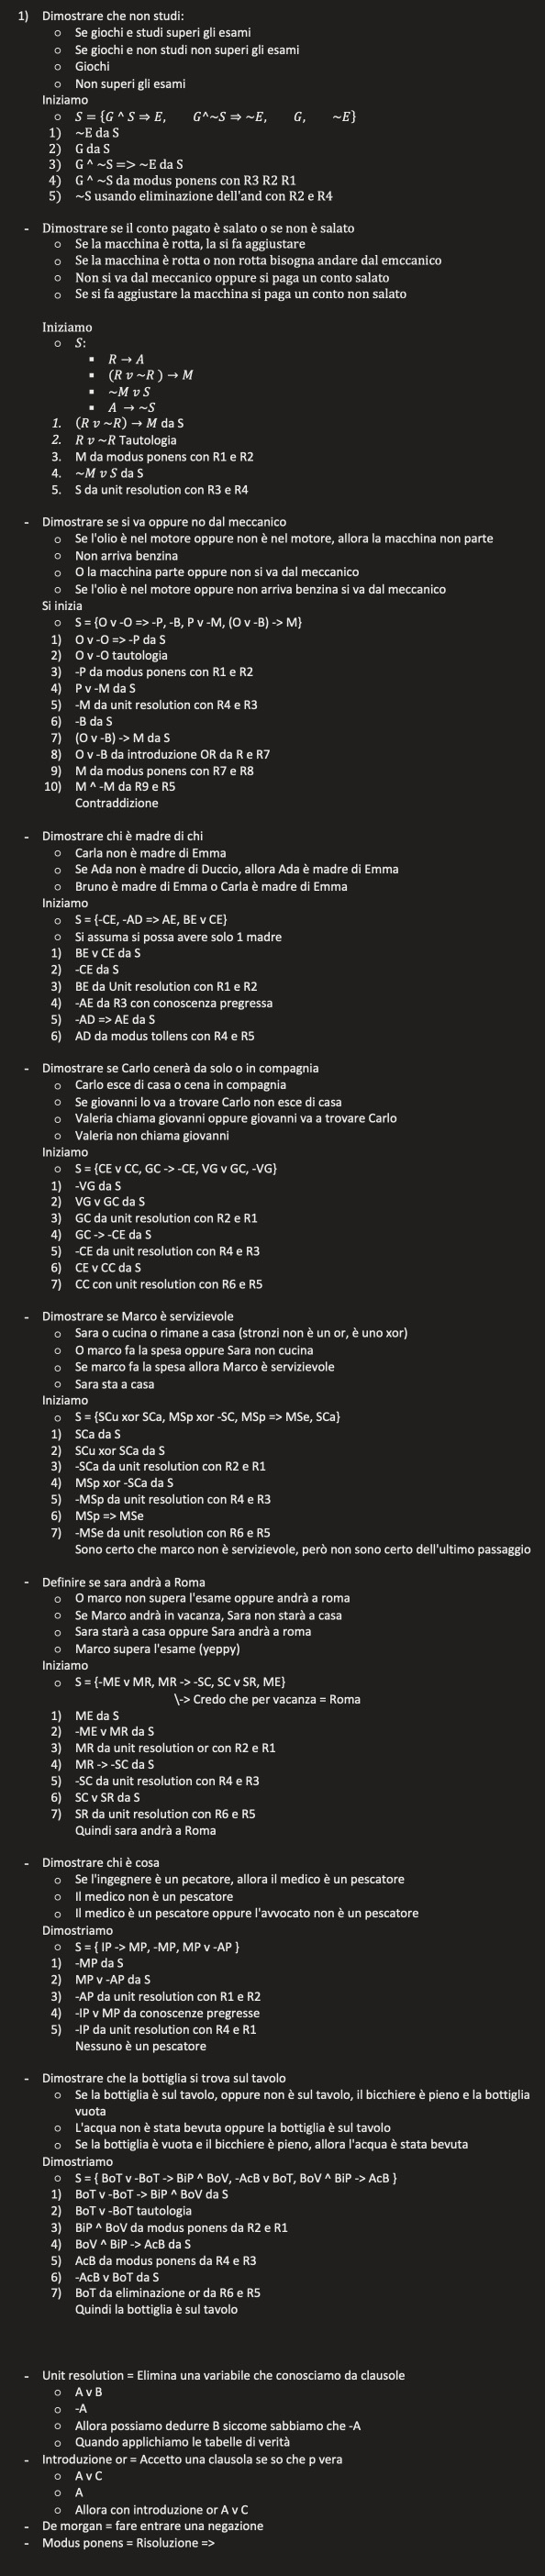 1) Dimostrare che non studi:
o Se giochi e studi superi gli esami
o Se giochi e non studi non superi gli esami
o Giochi
o Non superi gli esami
Iniziamo
o S = {G ^ S ⇒ E, G^~S ⇒ ~E, G, ~E}
1) ~E da S
2) G da S
3) G ^ ~S => ~E da S
4) G ^ ~S da modus ponens con R3 R2 R1
5) ~S usando eliminazione dell'and con R2 e R4
- Dimostrare se il conto pagato è salato o se non è salato
o Se la macchina è rotta, la si fa aggiustare
o Se la macchina è rotta o non rotta bisogna andare dal emccanico
o Non si va dal meccanico oppure si paga un conto salato
o Se si fa aggiustare la macchina si paga un conto non salato
Iniziamo
o S:
▪ R → A
▪ (R v ~R ) → M
▪ ~M v S
▪ A → ~S
1. (R v ~R) → M da S
2. R v ~R Tautologia
3. M da modus ponens con R1 e R2
4. ~M v S da S
5. S da unit resolution con R3 e R4
- Dimostrare se si va oppure no dal meccanico
o Se l'olio è nel motore oppure non è nel motore, allora la macchina non parte
o Non arriva benzina
o O la macchina parte oppure non si va dal meccanico
o Se l'olio è nel motore oppure non arriva benzina si va dal meccanico
Si inizia
o S = {O v -O => -P, -B, P v -M, (O v -B) -> M}
1) O v -O => -P da S
2) O v -O tautologia
3) -P da modus ponens con R1 e R2
4) P v -M da S
5) -M da unit resolution con R4 e R3
6) -B da S
7) (O v -B) -> M da S
8) O v -B da introduzione OR da R e R7
9) M da modus ponens con R7 e R8
10) M ^ -M da R9 e R5
Contraddizione
- Dimostrare chi è madre di chi
o Carla non è madre di Emma
o Se Ada non è madre di Duccio, allora Ada è madre di Emma
o Bruno è madre di Emma o Carla è madre di Emma
Iniziamo
o S = {-CE, -AD => AE, BE v CE}
o Si assuma si possa avere solo 1 madre
1) BE v CE da S
2) -CE da S
3) BE da Unit resolution con R1 e R2
4) -AE da R3 con conoscenza pregressa
5) -AD => AE da S
6) AD da modus tollens con R4 e R5
- Dimostrare se Carlo cenerà da solo o in compagnia
o Carlo esce di casa o cena in compagnia
o Se giovanni lo va a trovare Carlo non esce di casa
o Valeria chiama giovanni oppure giovanni va a trovare Carlo
o Valeria non chiama giovanni
Iniziamo
o S = {CE v CC, GC -> -CE, VG v GC, -VG}
1) -VG da S
2) VG v GC da S
3) GC da unit resolution con R2 e R1
4) GC -> -CE da S
5) -CE da unit resolution con R4 e R3
6) CE v CC da S
7) CC con unit resolution con R6 e R5
- Dimostrare se Marco è servizievole
o Sara o cucina o rimane a casa (stronzi non è un or, è uno xor)
o O marco fa la spesa oppure Sara non cucina
o Se marco fa la spesa allora Marco è servizievole
o Sara sta a casa
Iniziamo
o S = {SCu xor SCa, MSp xor -SC, MSp => MSe, SCa}
1) SCa da S
2) SCu xor SCa da S
3) -SCa da unit resolution con R2 e R1
4) MSp xor -SCa da S
5) -MSp da unit resolution con R4 e R3
6) MSp => MSe
7) -MSe da unit resolution con R6 e R5
Sono certo che marco non è servizievole, però non sono certo dell'ultimo passaggio
- Definire se sara andrà a Roma
o O marco non supera l'esame oppure andrà a roma
o Se Marco andrà in vacanza, Sara non starà a casa
o Sara starà a casa oppure Sara andrà a roma
o Marco supera l'esame (yeppy)
Iniziamo
o S = {-ME v MR, MR -> -SC, SC v SR, ME}
\-> Credo che per vacanza = Roma
1) ME da S
2) -ME v MR da S
3) MR da unit resolution or con R2 e R1
4) MR -> -SC da S
5) -SC da unit resolution con R4 e R3
6) SC v SR da S
7) SR da unit resolution con R6 e R5
Quindi sara andrà a Roma
- Dimostrare chi è cosa
o Se l'ingegnere è un pecatore, allora il medico è un pescatore
o Il medico non è un pescatore
o Il medico è un pescatore oppure l'avvocato non è un pescatore
Dimostriamo
o S = { IP -> MP, -MP, MP v -AP }
1) -MP da S
2) MP v -AP da S
3) -AP da unit resolution con R1 e R2
4) -IP v MP da conoscenze pregresse
5) -IP da unit resolution con R4 e R1
Nessuno è un pescatore
- Dimostrare che la bottiglia si trova sul tavolo
o Se la bottiglia è sul tavolo, oppure non è sul tavolo, il bicchiere è pieno e la bottiglia
vuota
o L'acqua non è stata bevuta oppure la bottiglia è sul tavolo
o Se la bottiglia è vuota e il bicchiere è pieno, allora l'acqua è stata bevuta
Dimostriamo
o S = { BoT v -BoT -> BiP ^ BoV, -AcB v BoT, BoV ^ BiP -> AcB }
1) BoT v -BoT -> BiP ^ BoV da S
2) BoT v -BoT tautologia
3) BiP ^ BoV da modus ponens da R2 e R1
4) BoV ^ BiP -> AcB da S
5) AcB da modus ponens da R4 e R3
6) -AcB v BoT da S
7) BoT da eliminazione or da R6 e R5
Quindi la bottiglia è sul tavolo
- Unit resolution = Elimina una variabile che conosciamo da clausole
o A v B
o -A
o Allora possiamo dedurre B siccome sabbiamo che -A
o Quando applichiamo le tabelle di verità
- Introduzione or = Accetto una clausola se so che p vera
o A v C
o A
o Allora con introduzione or A v C
- De morgan = fare entrare una negazione
- Modus ponens = Risoluzione =>